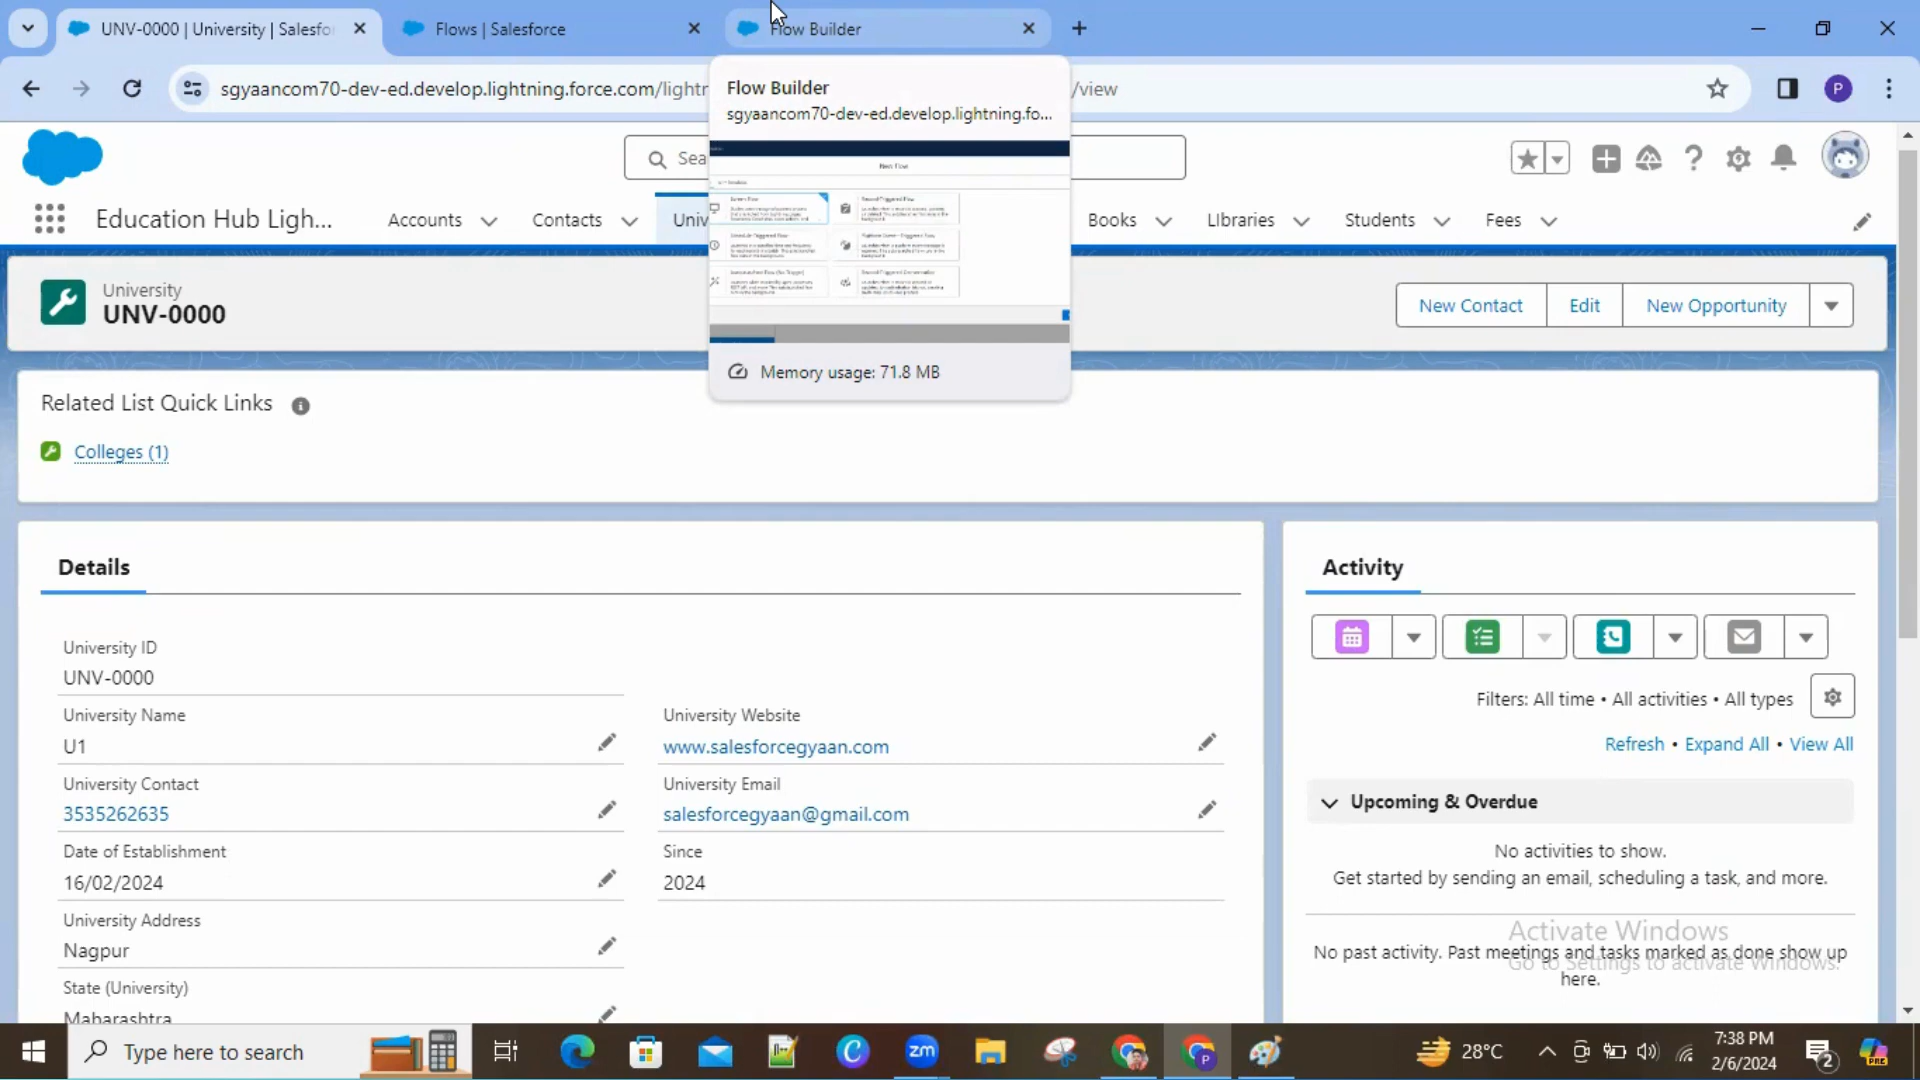 UNV-0000 | University | Salesfo
Flows | Salesforce
Flow Builder
sgyaancom70-dev-ed.develop.lightning.force.com/lightn
/view
Flow Builder
sgyaancom70-dev-ed.develop.lightning.fo...
New Flow
Memory usage: 71.8 MB
Sea
Education Hub Ligh...
Accounts
Contacts
Univ
Books
Libraries
Students
Fees
University
UNV-0000
New Contact
Edit
New Opportunity
Related List Quick Links
Colleges (1)
Details
University ID
UNV-0000
University Name
U1
University Website
www.salesforcegyaan.com
University Contact
3535262635
University Email
salesforcegyaan@gmail.com
Date of Establishment
16/02/2024
Since
2024
University Address
Nagpur
State (University)
Maharashtra
Activity
Filters: All time • All activities • All types
Refresh • Expand All • View All
Upcoming & Overdue
No activities to show.
Get started by sending an email, scheduling a task, and more.
No past activity. Past meetings and tasks marked as done show up
here.
Activate Windows
Go to Settings to activate Windows.
Type here to search
zm
P
28°C
7:38 PM
2/6/2024
2
PRE
P